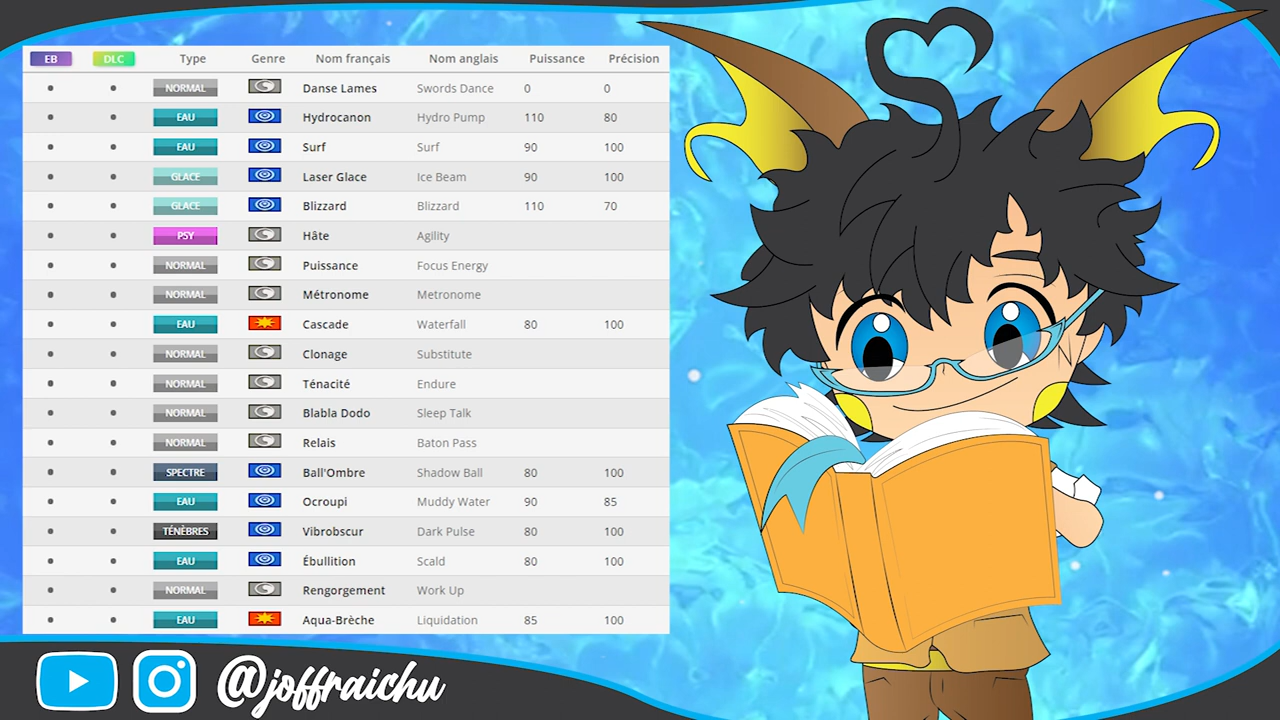 EB DLC Type Genre Nom français Nom anglais Puissance Précision
NORMAL Danse Lames Swords Dance 0 0
EAU Hydrocanon Hydro Pump 110 80
EAU Surf Surf 90 100
GLACE Laser Glace Ice Beam 90 100
GLACE Blizzard Blizzard 110 70
PSY Hâte Agility
NORMAL Puissance Focus Energy
NORMAL Métronome Metronome
EAU Cascade Waterfall 80 100
NORMAL Clonage Substitute
NORMAL Ténacité Endure
NORMAL Blabla Dodo Sleep Talk
NORMAL Relais Baton Pass
SPECTRE Ball'Ombre Shadow Ball 80 100
EAU Ocroupi Muddy Water 90 85
TÉNÈBRES Vibrobscur Dark Pulse 80 100
EAU Ébullition Scald 80 100
NORMAL Rengorgement Work Up
EAU Aqua-Brèche Liquidation 85 100
@joffraichu